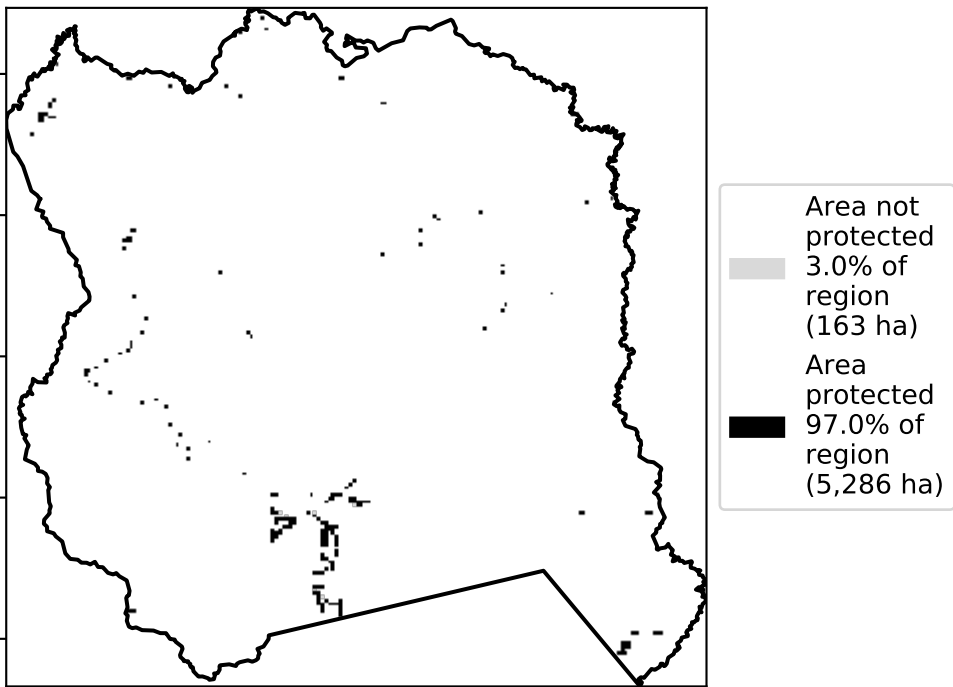 Area not
protected
3.0% of
region
(163 ha)
Area
protected
97.0% of
region
(5,286 ha)